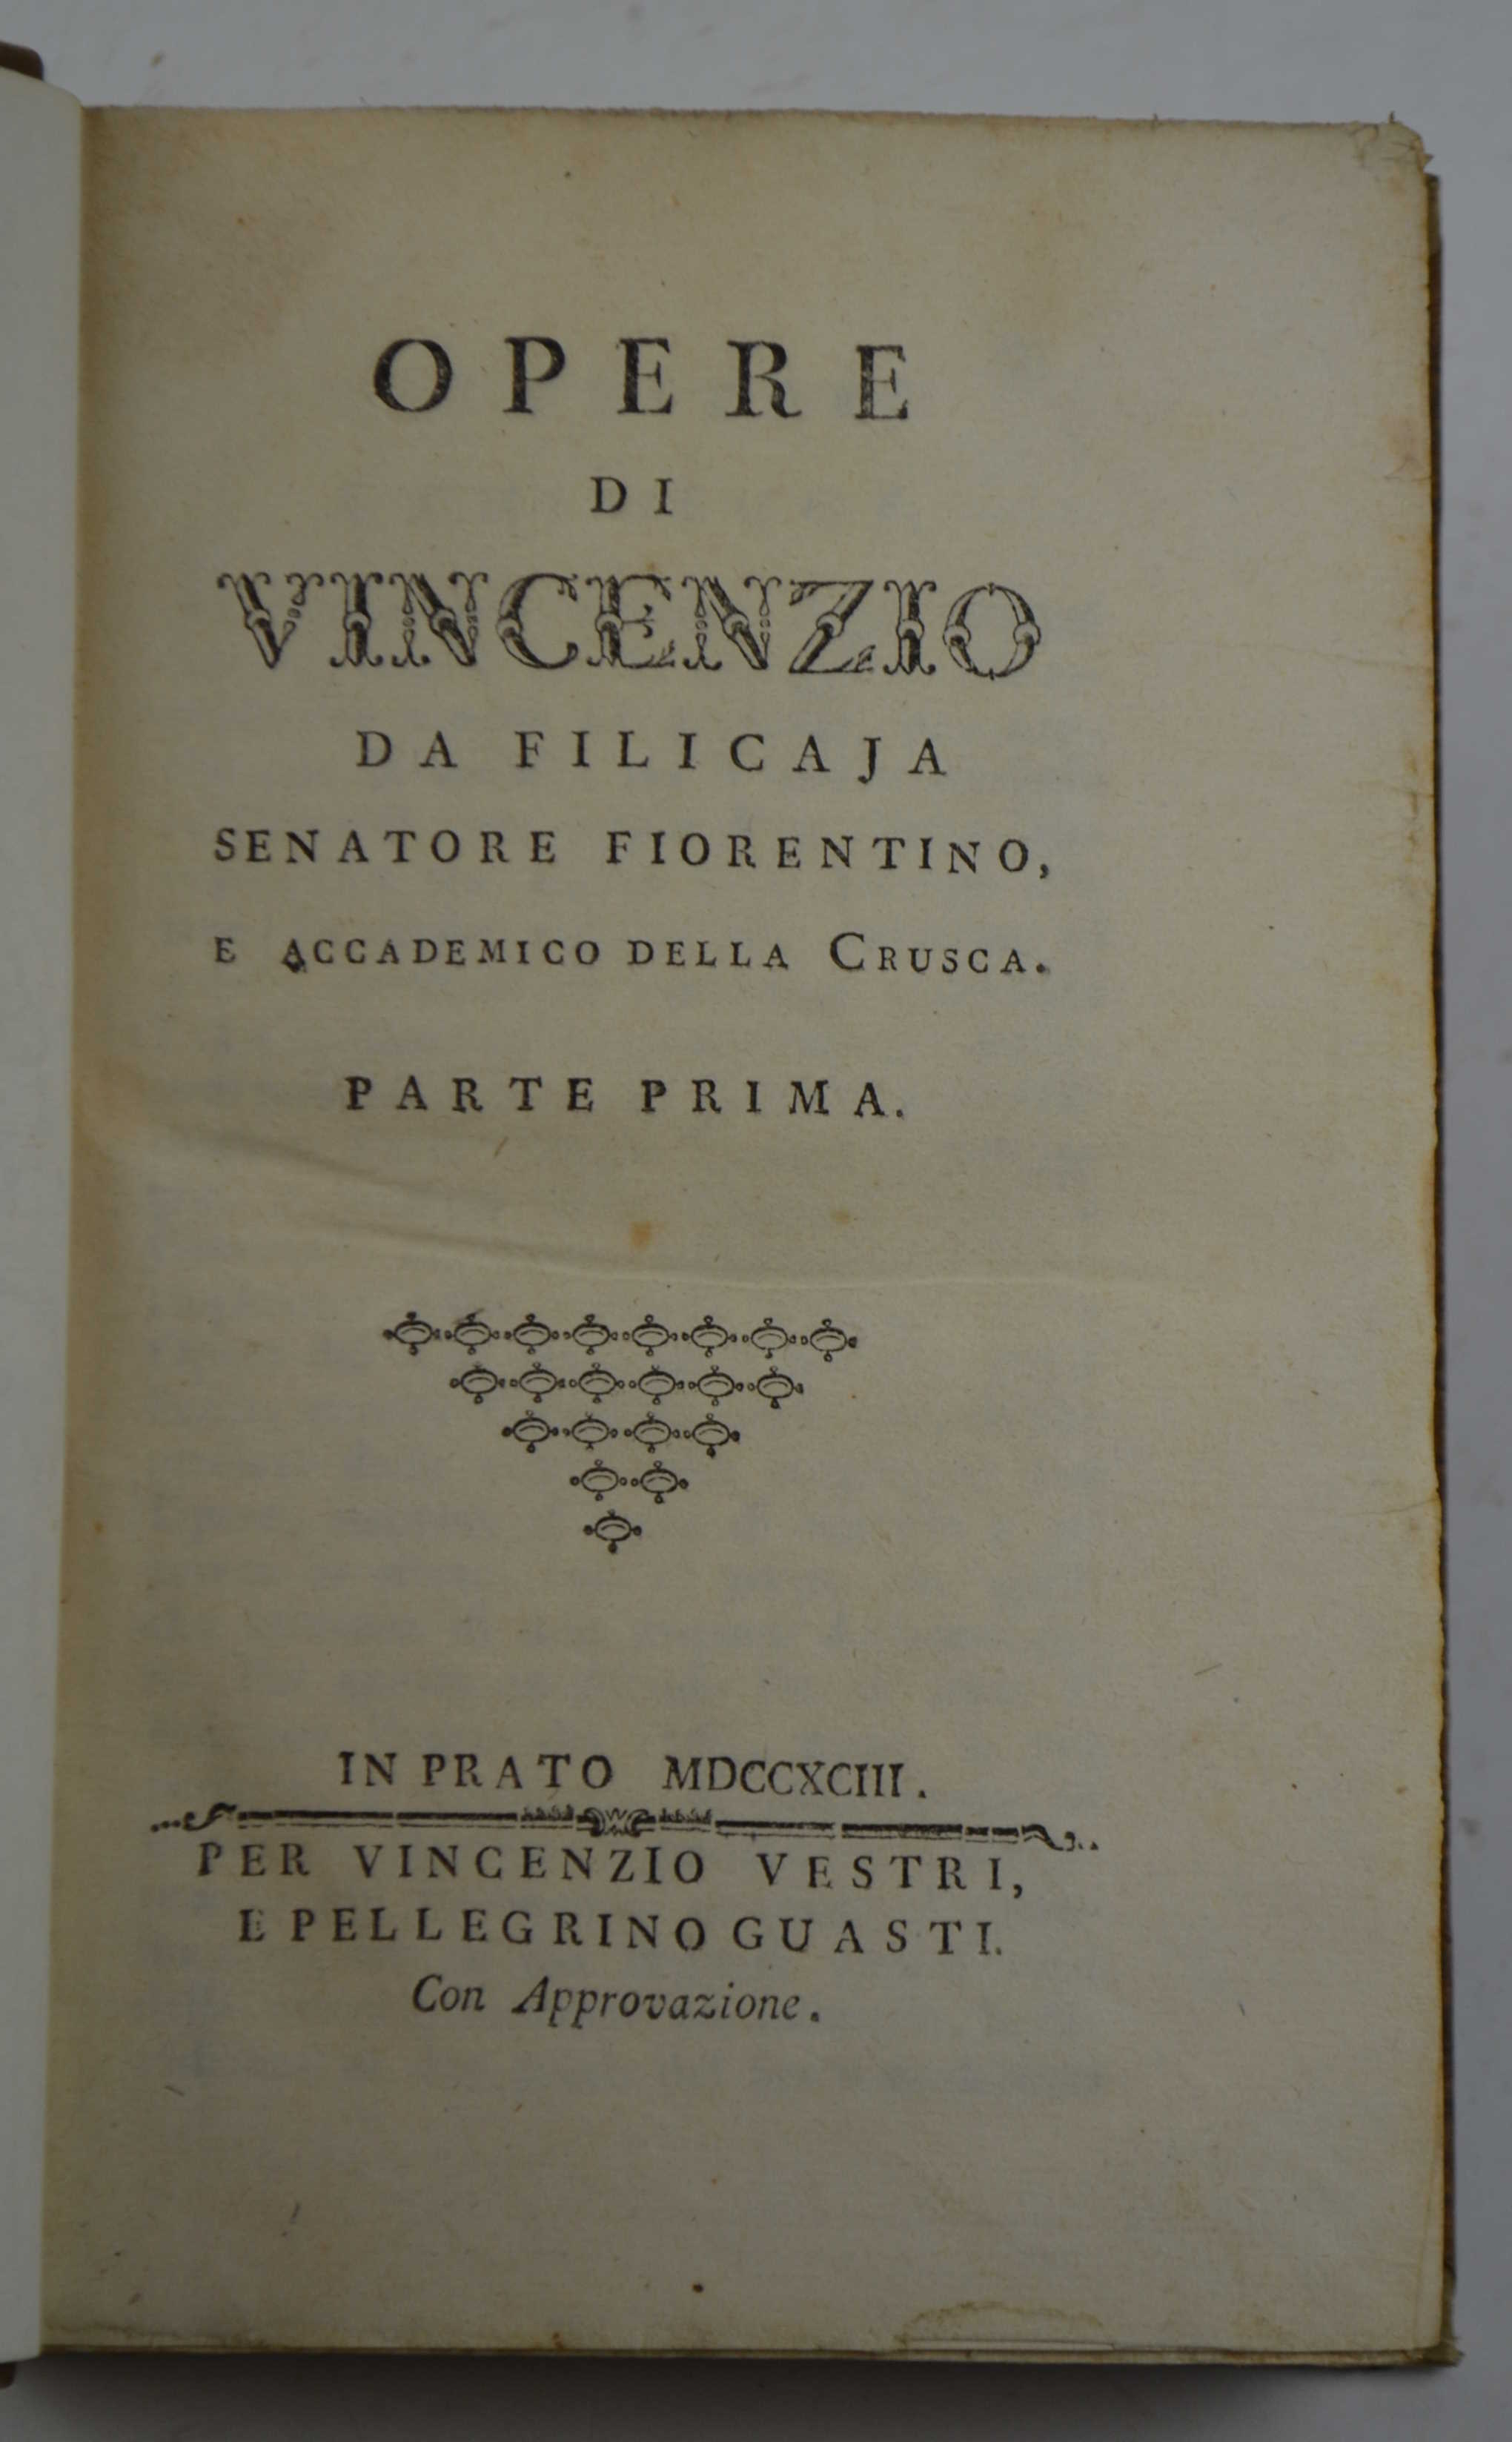 OPERE
DI
VINCENZIO
DA FILICAJA
SENATORE FIORENTINO,
E ACCADEMICO DELLA CRUSCA.
PARTE PRIMA.
IN PRATO MDCCXCIII.
PER VINCENZIO VESTRI,
E PELLEGRINO GUASTI.
Con Approvazione.